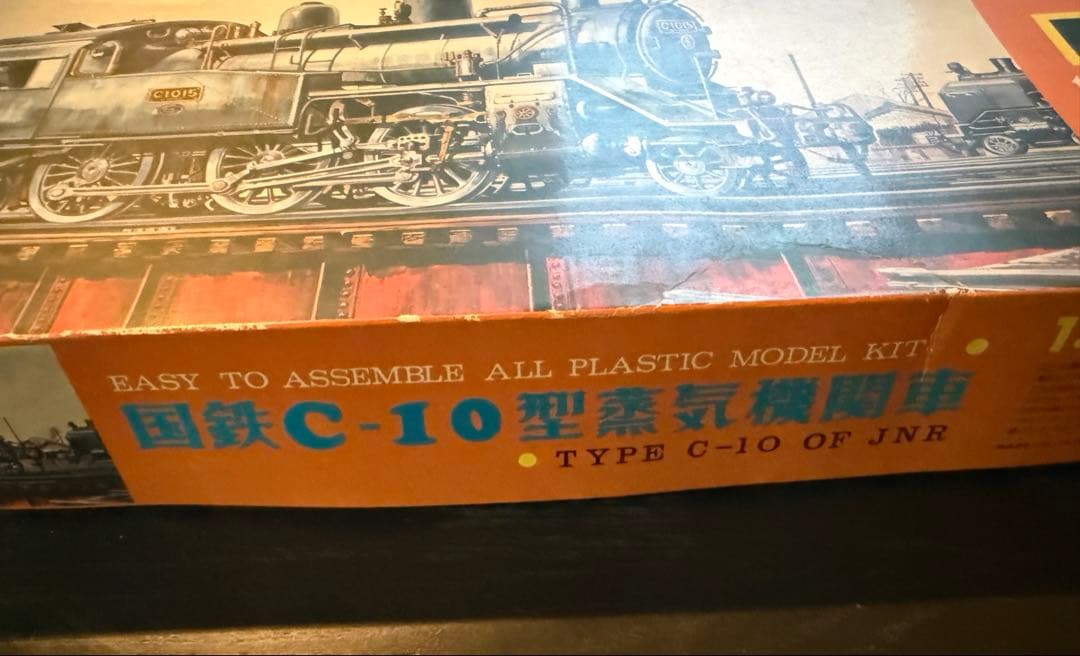 C1015
C1015
EASY TO ASSEMBLE ALL PLASTIC MODEL KIT
国鉄C-10型蒸気機関車
TYPE C-10 OF JNR